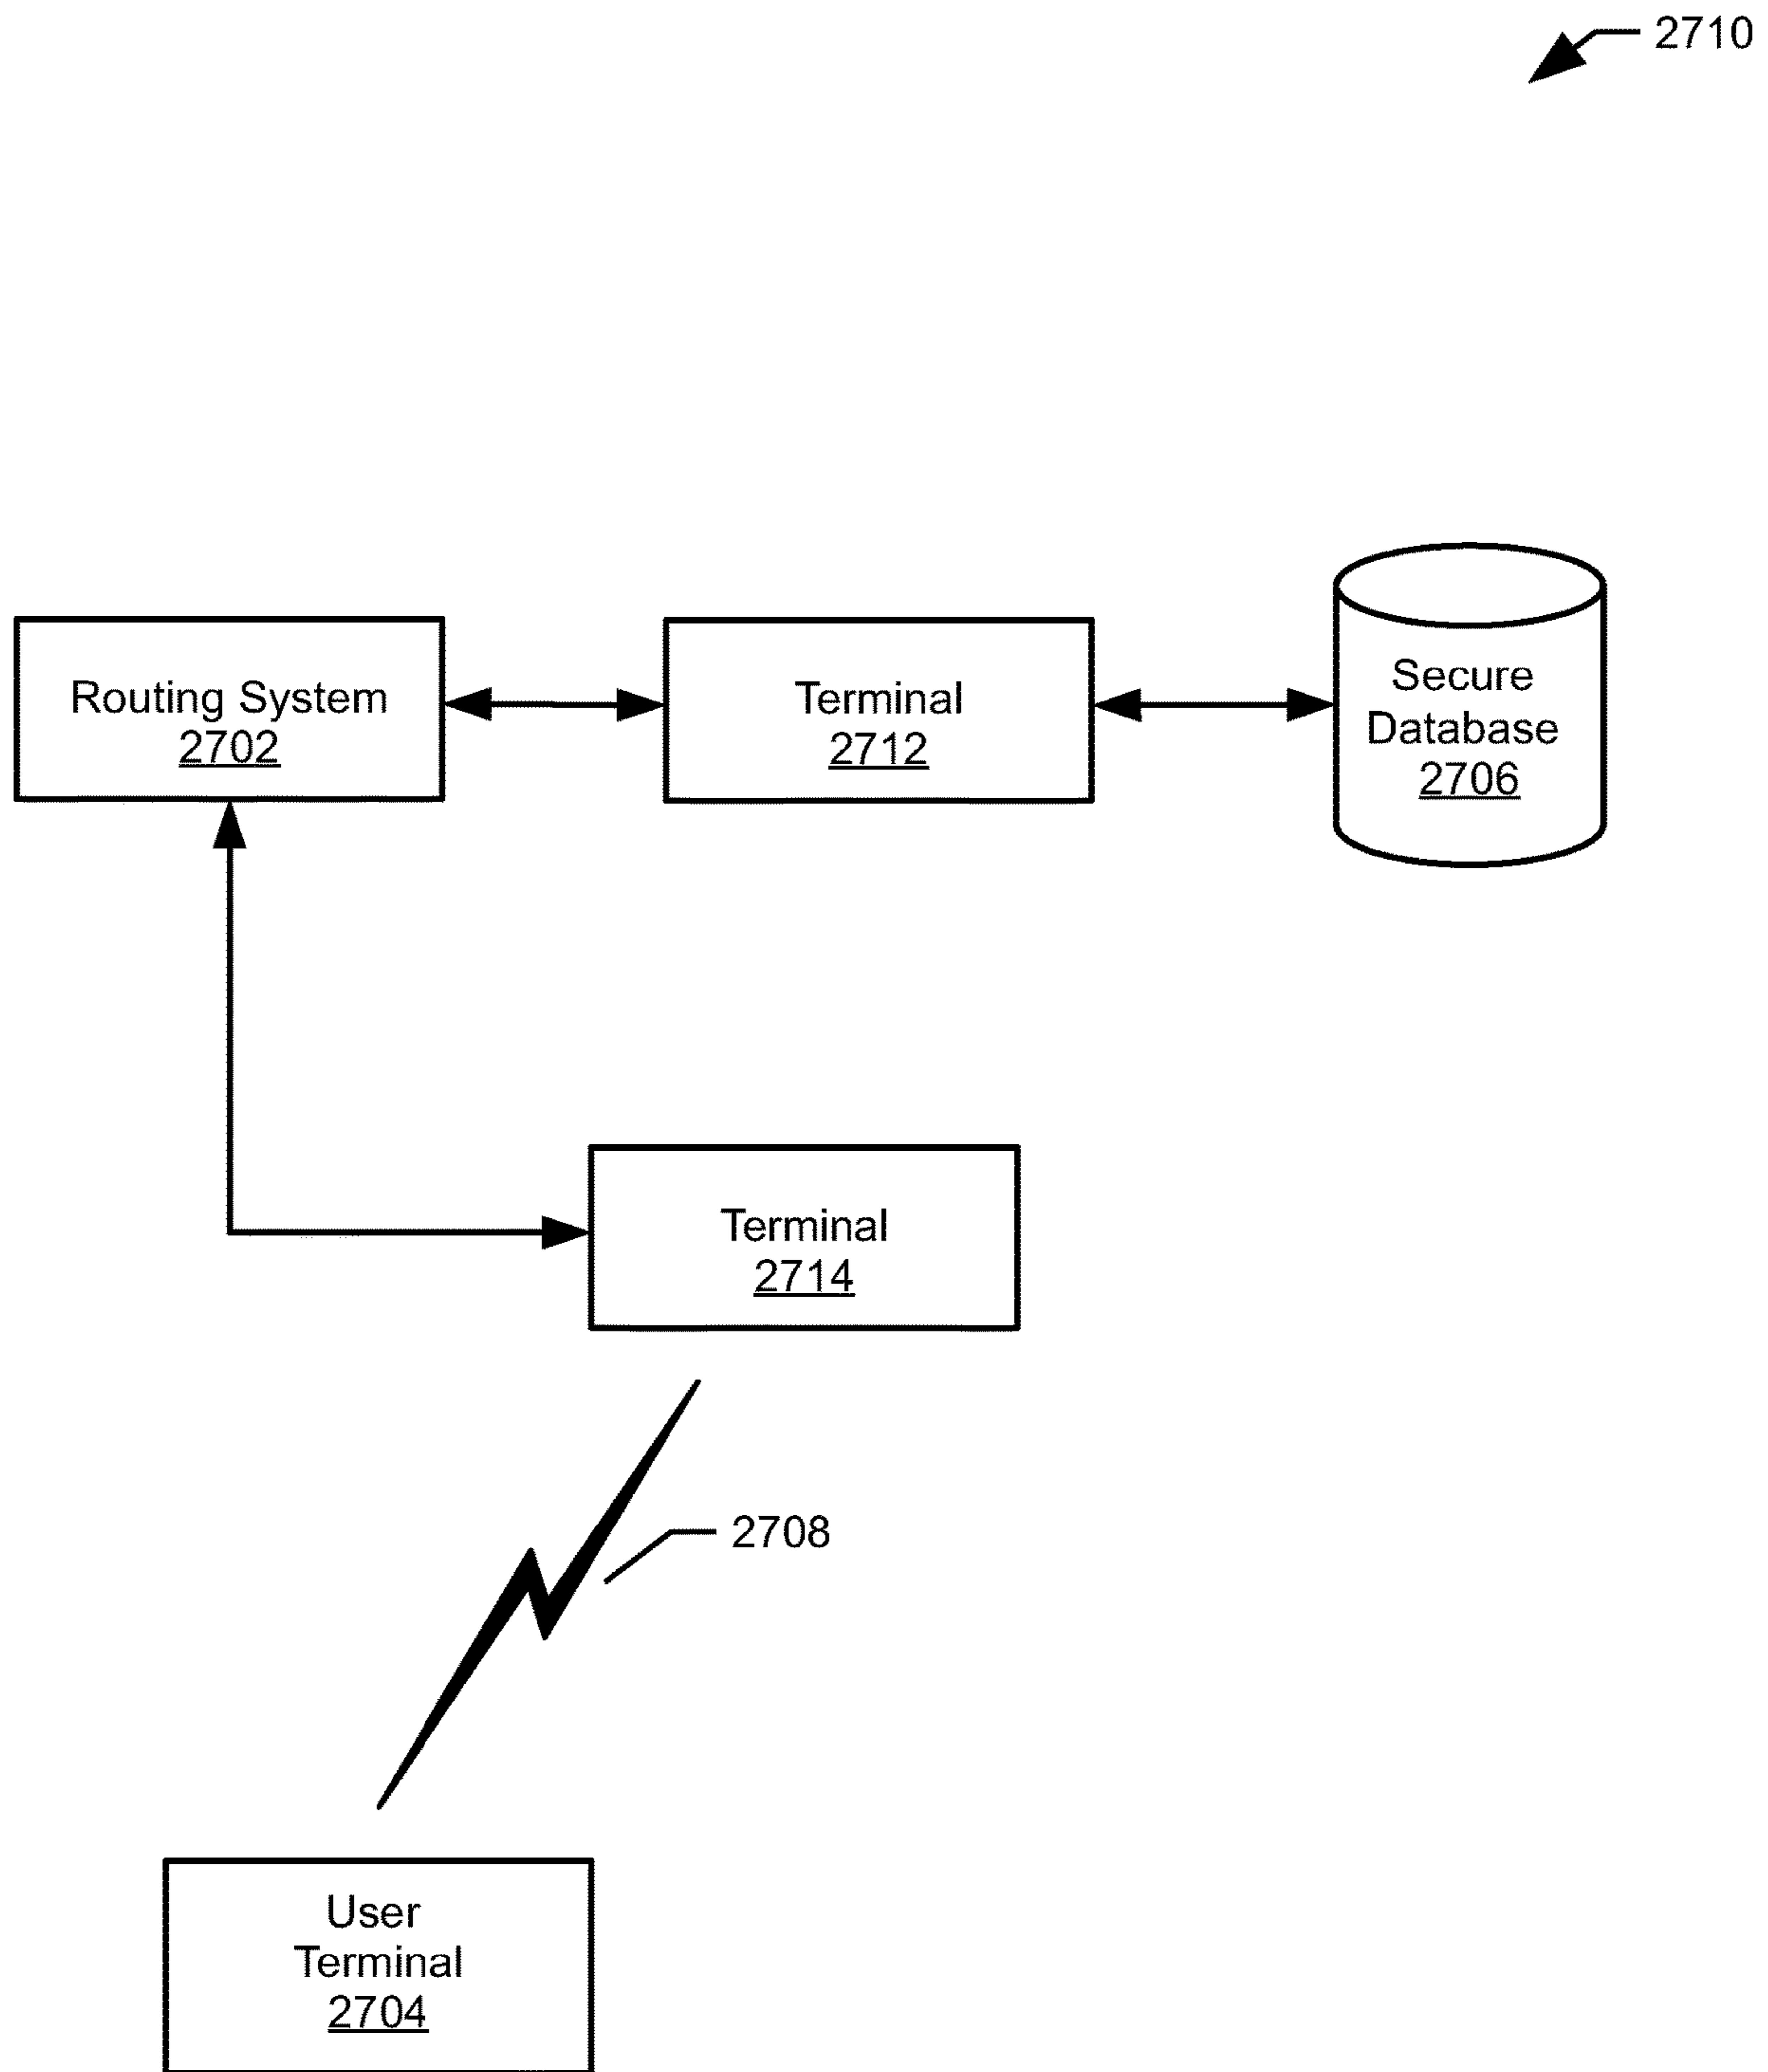 2710
Routing System
2702
Terminal
2712
Secure
Database
2706
Terminal
2714
2708
User
Terminal
2704